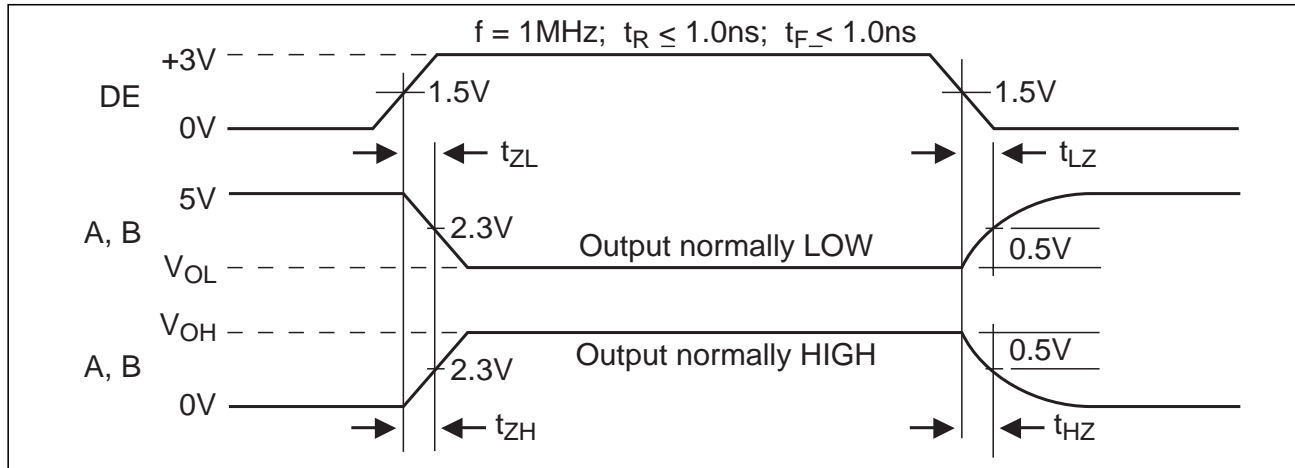 f = 1MHz; tR ≤ 1.0ns; tF ≤ 1.0ns
+3V
DE
1.5V
1.5V
0V
tZL
tLZ
5V
A, B
2.3V
Output normally LOW
0.5V
VOL
VOH
A, B
2.3V
Output normally HIGH
0.5V
0V
tZH
tHZ